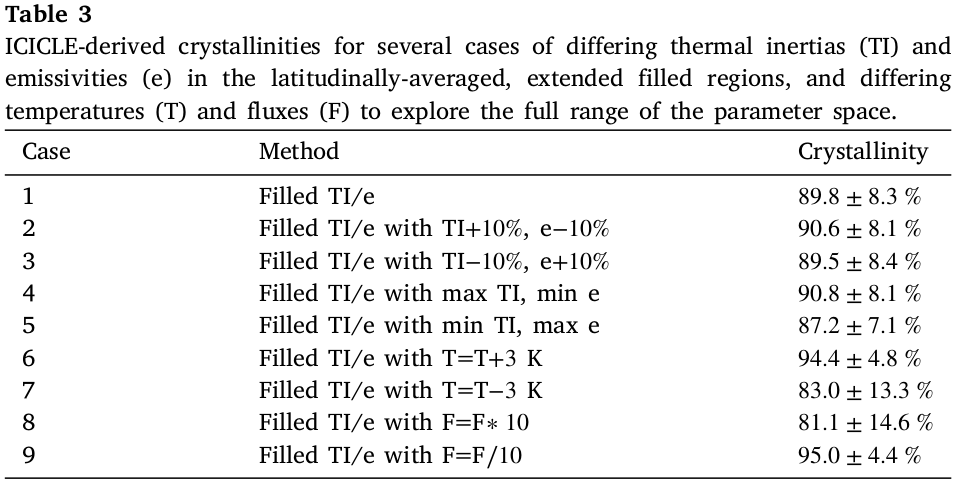 Table 3
ICICLE-derived crystallinities for several cases of differing thermal inertias (TI) and
emissivities (e) in the latitudinally-averaged, extended filled regions, and differing
temperatures (T) and fluxes (F) to explore the full range of the parameter space.
Case Method Crystallinity
1 Filled TI/e 89.8 ± 8.3 %
2 Filled TI/e with TI+10%, e−10% 90.6 ± 8.1 %
3 Filled TI/e with TI−10%, e+10% 89.5 ± 8.4 %
4 Filled TI/e with max TI, min e 90.8 ± 8.1 %
5 Filled TI/e with min TI, max e 87.2 ± 7.1 %
6 Filled TI/e with T=T+3 K 94.4 ± 4.8 %
7 Filled TI/e with T=T−3 K 83.0 ± 13.3 %
8 Filled TI/e with F=F∗ 10 81.1 ± 14.6 %
9 Filled TI/e with F=F/10 95.0 ± 4.4 %